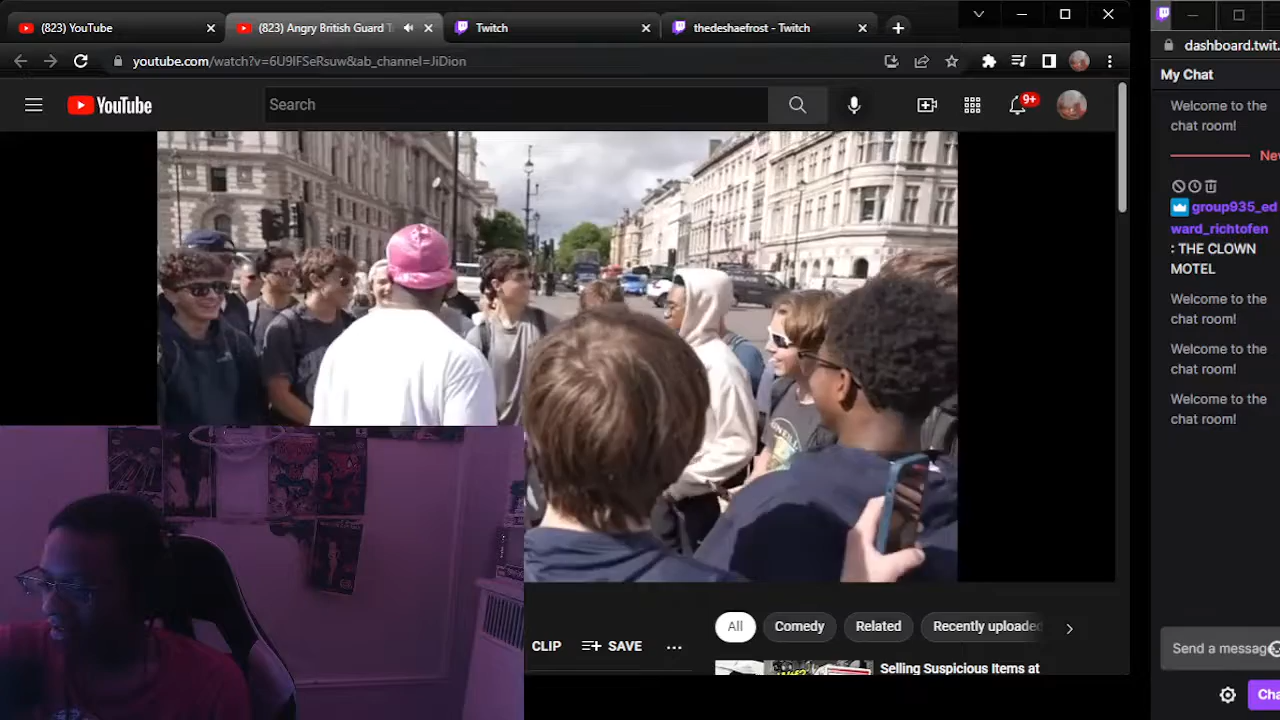 (823) YouTube
(823) Angry British Guard T
Twitch
thedeshaefrost - Twitch
youtube.com/watch?v=6U9IFSeRsuw&ab_channel=JiDion
dashboard.twit
YouTube
Search
9+
My Chat
Welcome to the
chat room!
Ne
group935_ed
ward_richtofen
: THE CLOWN
MOTEL
Welcome to the
chat room!
Welcome to the
chat room!
Welcome to the
chat room!
All
Comedy
Related
Recently uploaded
CLIP
SAVE
Selling Suspicious Items at
Send a message
Cha